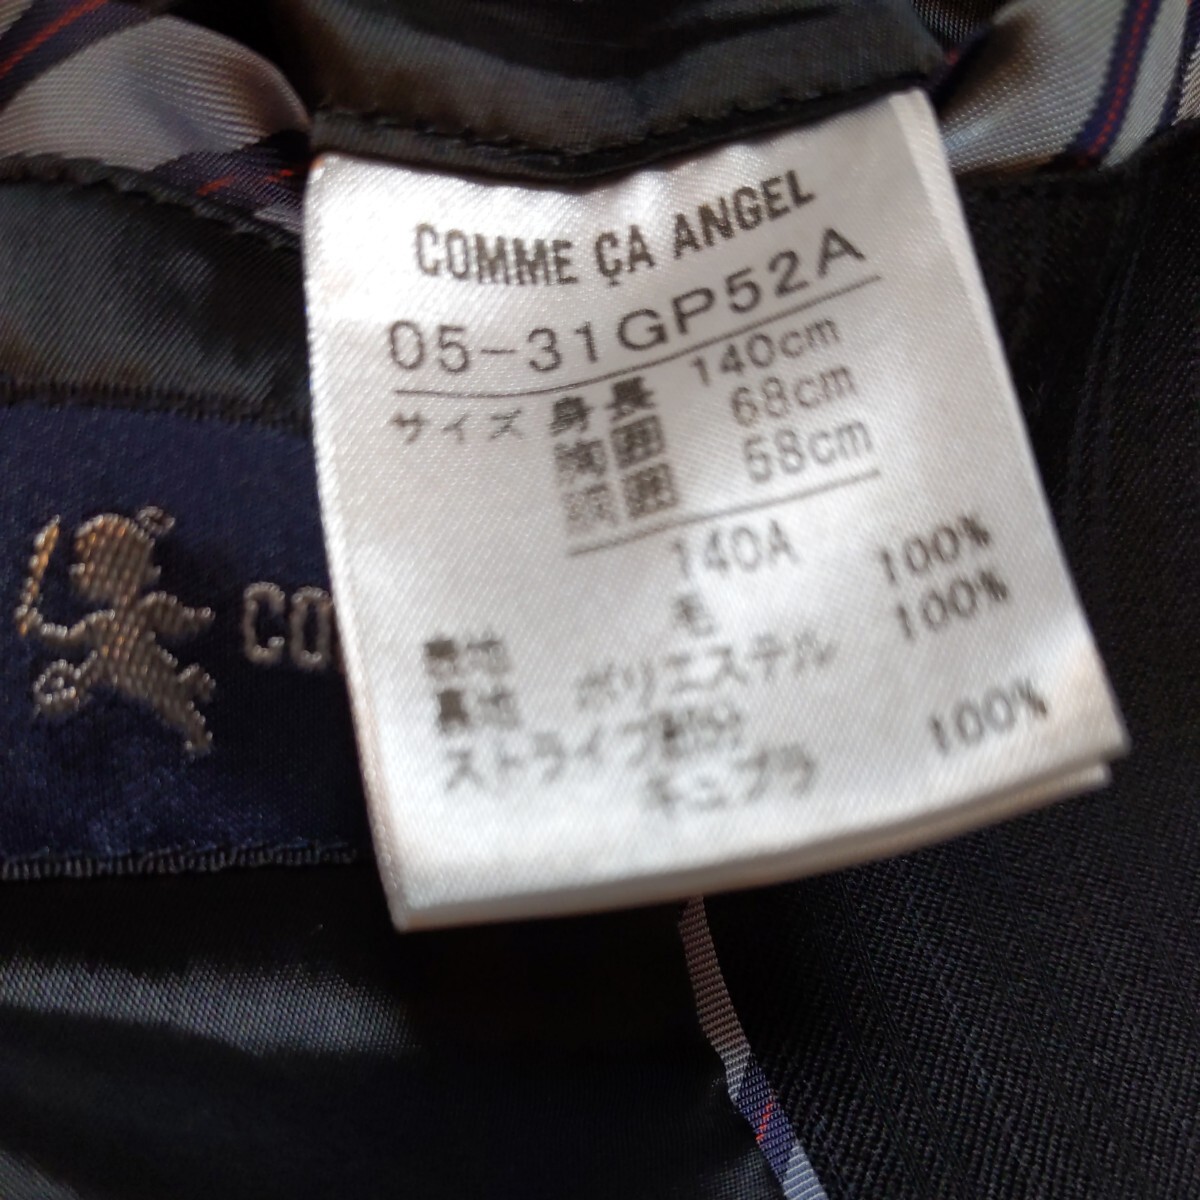 COMME ÇA ANGEL
05-31GP52A
サイズ 身長 140cm
胸囲 68cm
胴囲 58cm
140A
表地 毛 100%
裏地 ポリエステル 100%
ストライプ部分
キュプラ 100%
CO